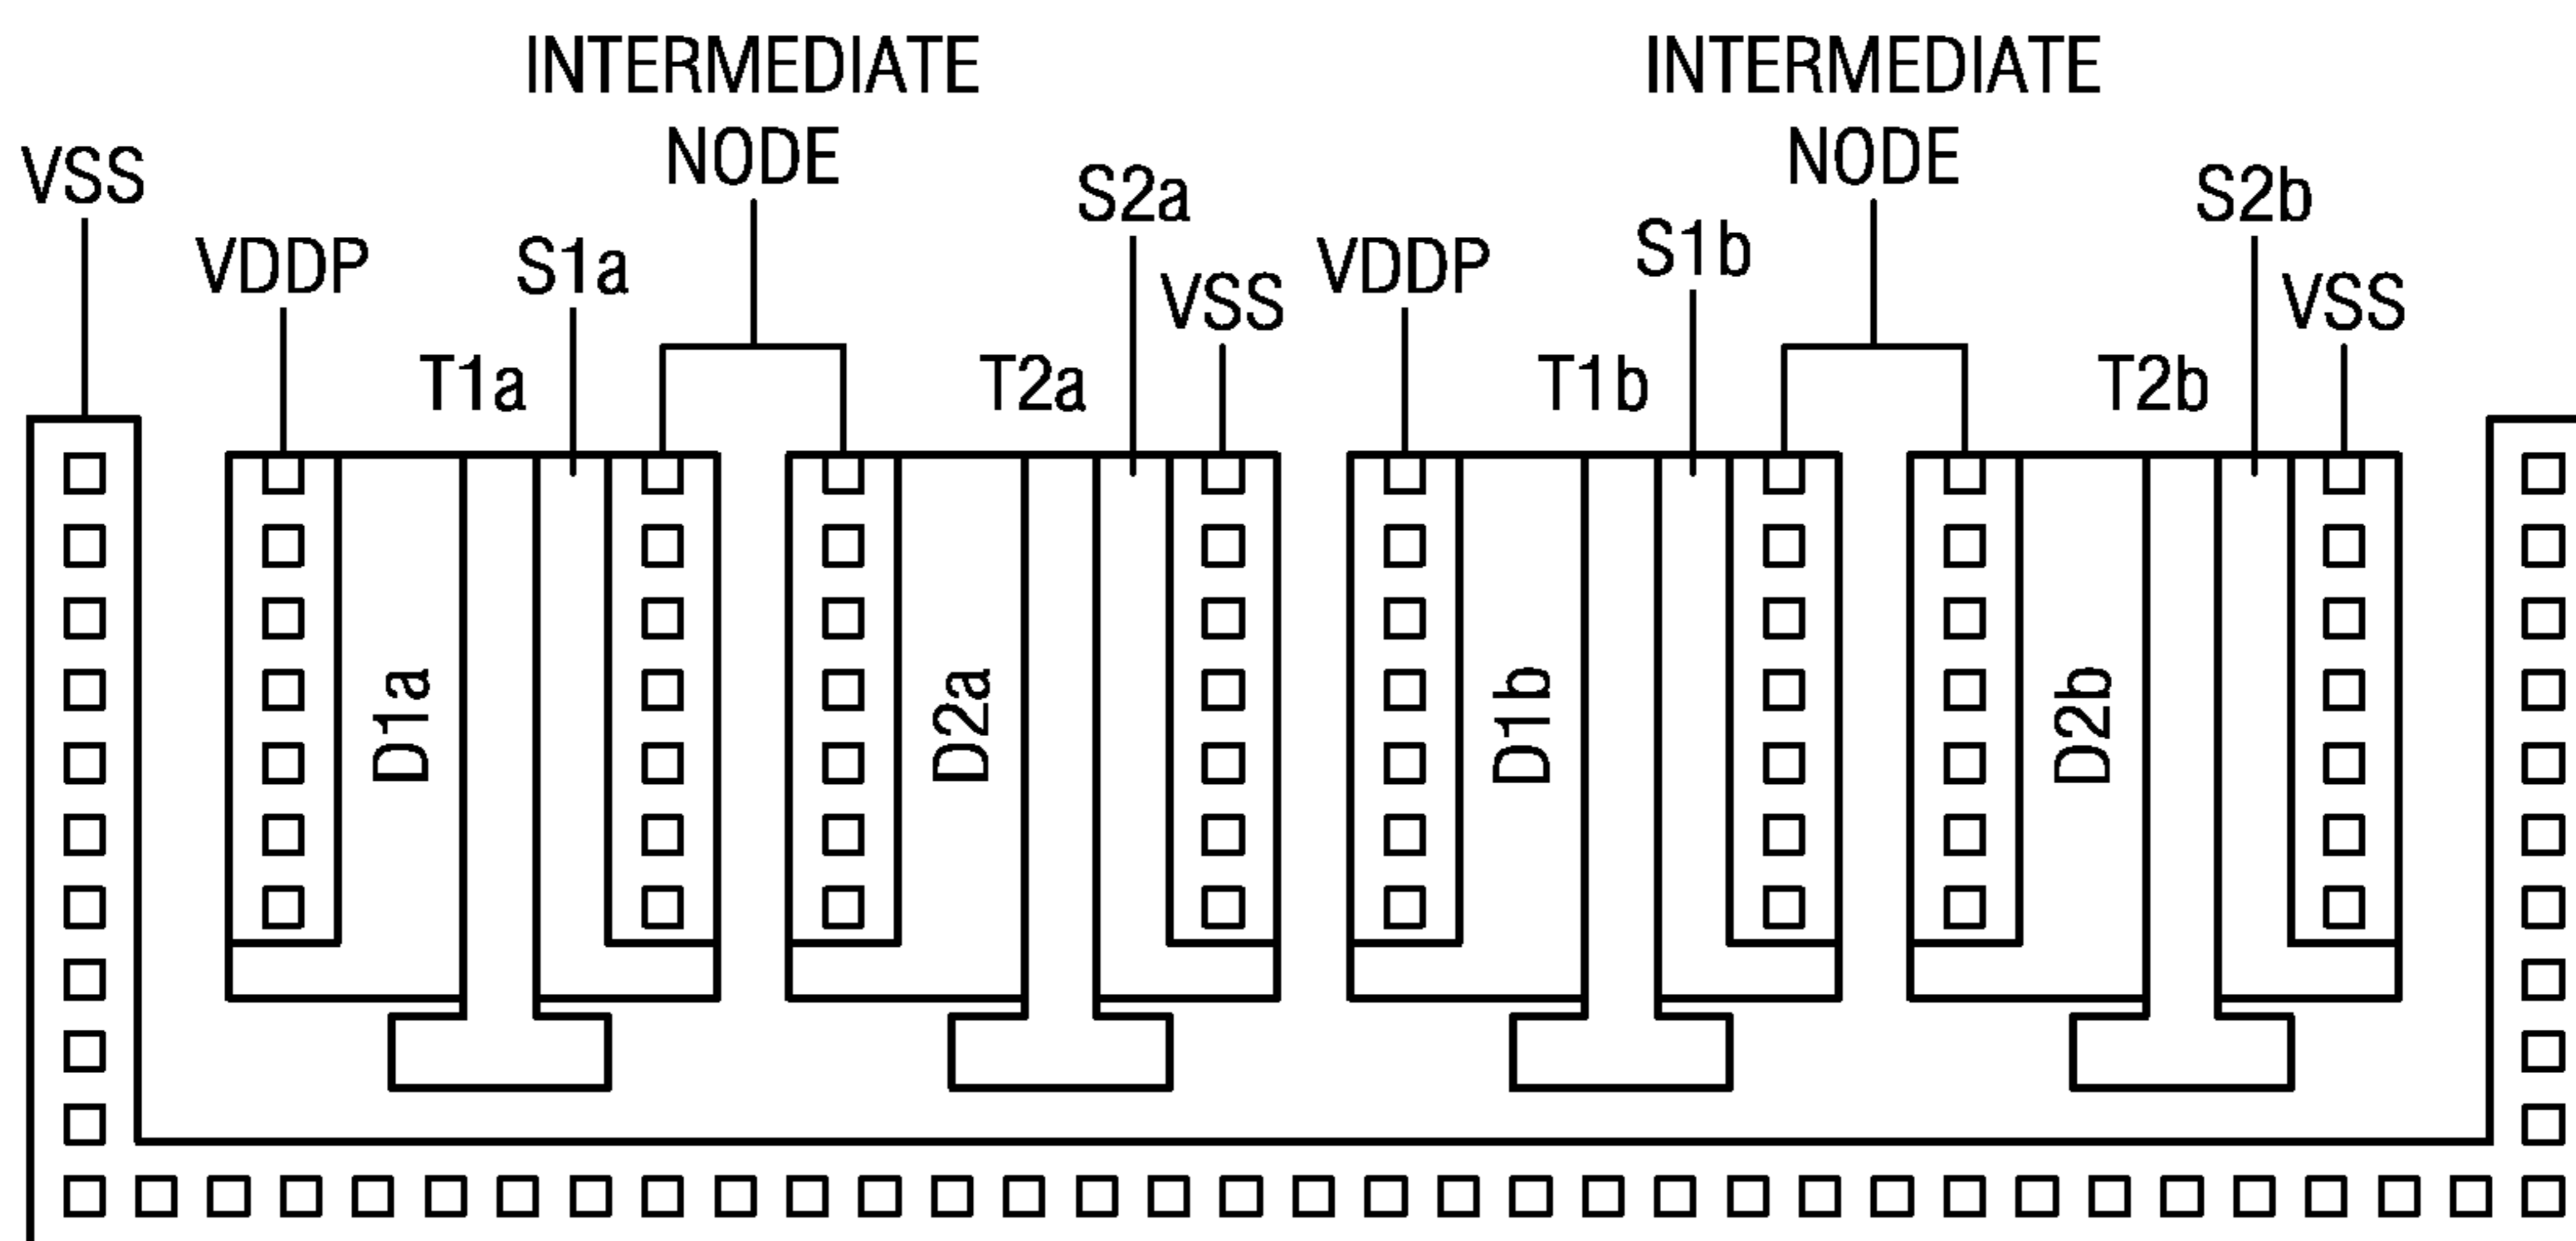 INTERMEDIATE
NODE
INTERMEDIATE
NODE
VSS
S2a
S2b
VDDP
S1a
VSS
VDDP
S1b
VSS
T1a
T2a
T1b
T2b
D1a
D2a
D1b
D2b